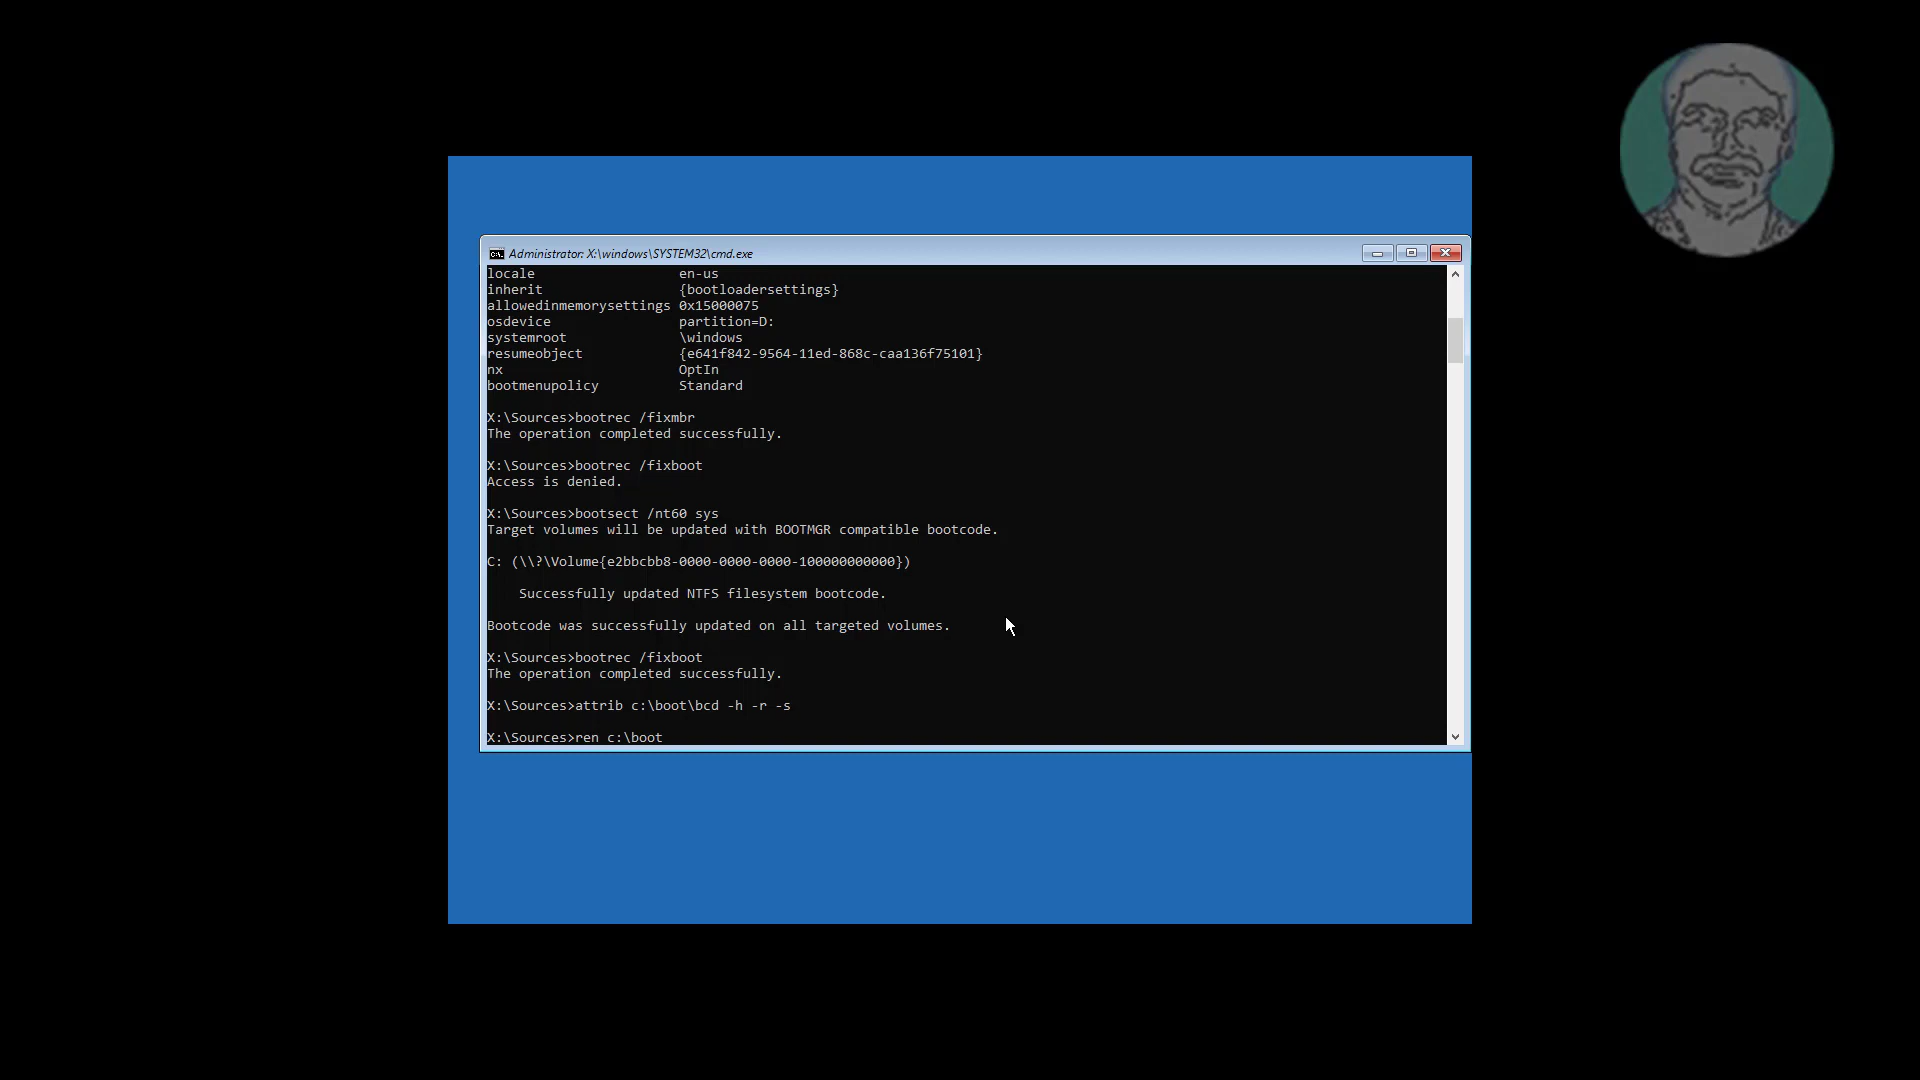 Administrator: X:\windows\SYSTEM32\cmd.exe
locale                  en-us
inherit                 {bootloadersettings}
allowedinmemorysettings 0x15000075
osdevice                partition=D:
systemroot              \windows
resumeobject            {e641f842-9564-11ed-868c-caa136f75101}
nx                      OptIn
bootmenupolicy          Standard
X:\Sources>bootrec /fixmbr
The operation completed successfully.
X:\Sources>bootrec /fixboot
Access is denied.
X:\Sources>bootsect /nt60 sys
Target volumes will be updated with BOOTMGR compatible bootcode.
C: (\\?\Volume{e2bbcbb8-0000-0000-0000-100000000000})
Successfully updated NTFS filesystem bootcode.
Bootcode was successfully updated on all targeted volumes.
X:\Sources>bootrec /fixboot
The operation completed successfully.
X:\Sources>attrib c:\boot\bcd -h -r -s
X:\Sources>ren c:\boot